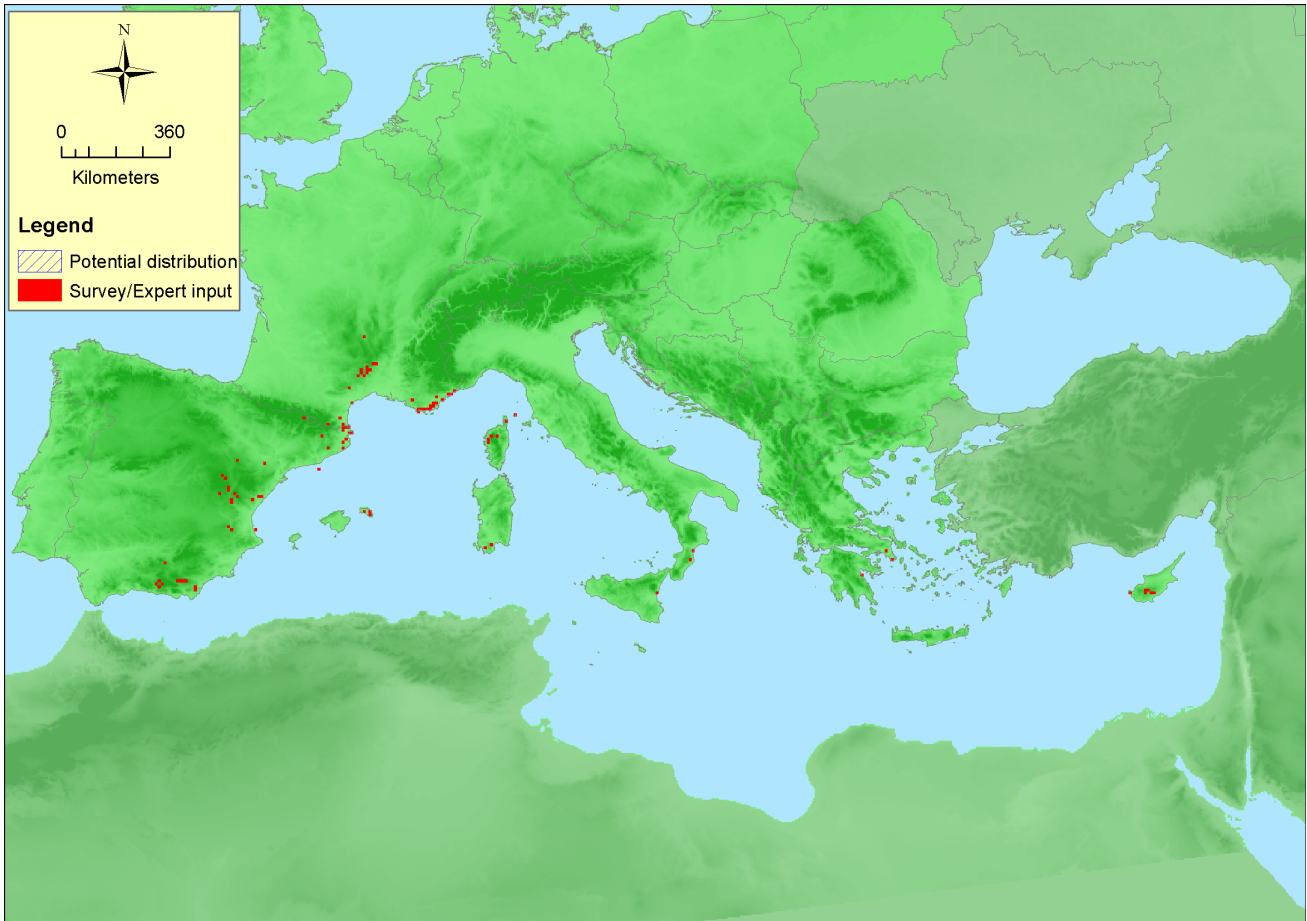 N
0 360
Kilometers
Legend
Potential distribution
Survey/Expert input